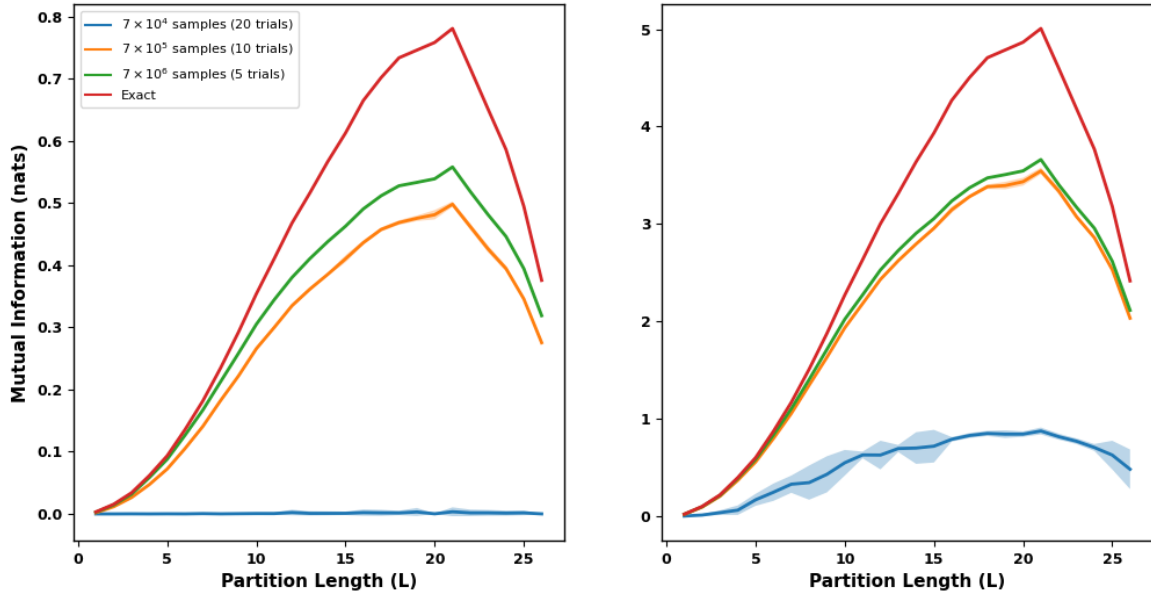 7 × 10⁴ samples (20 trials)
7 × 10⁵ samples (10 trials)
7 × 10⁶ samples (5 trials)
Exact
Mutual Information (nats)
0.8
0.7
0.6
0.5
0.4
0.3
0.2
0.1
0.0
0 5 10 15 20 25
Partition Length (L)
5
4
3
2
1
0
0 5 10 15 20 25
Partition Length (L)